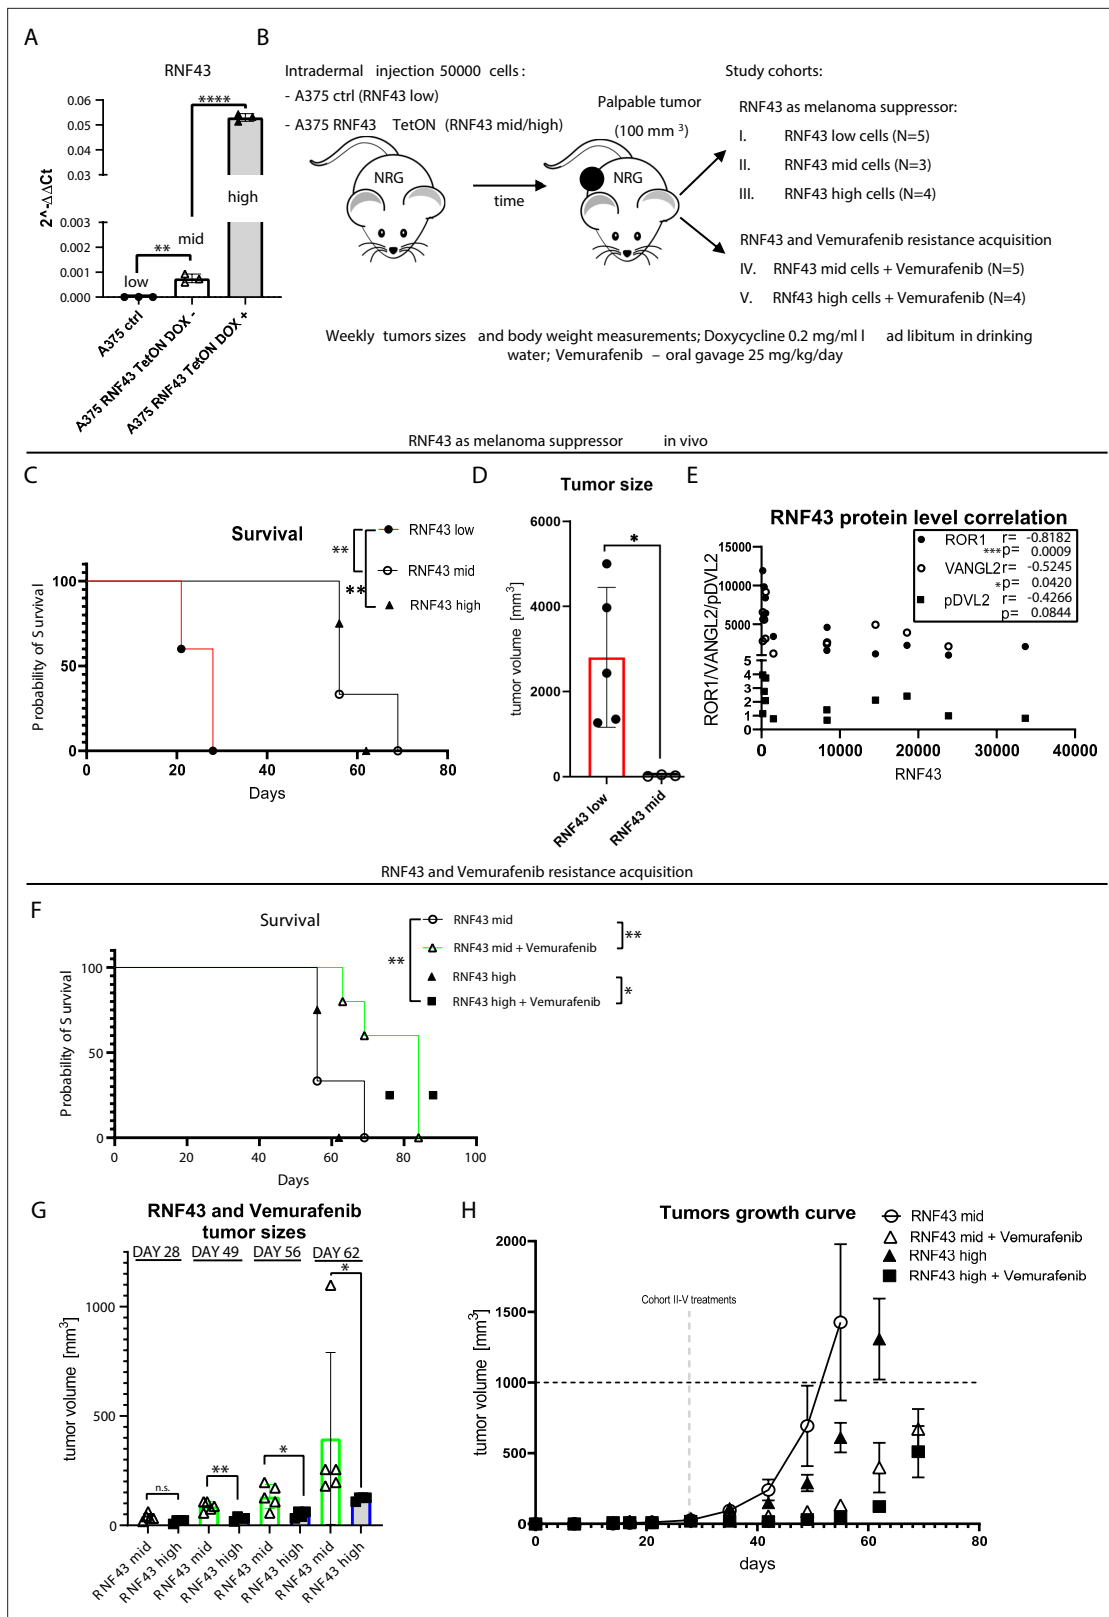 A
RNF43
****
0.06
0.05
0.04
0.03
0.003
0.002
0.001
0.000
2^-ΔΔCt
low
**
mid
high
A375 ctrl
A375 RNF43 TetON DOX -
A375 RNF43 TetON DOX +
B
Intradermal injection 50000 cells :
- A375 ctrl (RNF43 low)
- A375 RNF43 TetON (RNF43 mid/high)
NRG
time
Palpable tumor
(100 mm 3)
NRG
Study cohorts:
RNF43 as melanoma suppressor:
I. RNF43 low cells (N=5)
II. RNF43 mid cells (N=3)
III. RNF43 high cells (N=4)
RNF43 and Vemurafenib resistance acquisition
IV. RNF43 mid cells + Vemurafenib (N=5)
V. RNf43 high cells + Vemurafenib (N=4)
Weekly tumors sizes and body weight measurements; Doxycycline 0.2 mg/ml l ad libitum in drinking
water; Vemurafenib – oral gavage 25 mg/kg/day
RNF43 as melanoma suppressor in vivo
C
Survival
RNF43 low
RNF43 mid
RNF43 high
**
**
Probability of Survival
100
50
0
0 20 40 60 80
Days
D
Tumor size
*
tumor volume [mm3]
6000
4000
2000
0
RNF43 low
RNF43 mid
E
RNF43 protein level correlation
ROR1 r= -0.8182
***p= 0.0009
VANGL2 r= -0.5245
*p= 0.0420
pDVL2 r= -0.4266
p= 0.0844
ROR1/VANGL2/pDVL2
15000
10000
5000
5
4
3
2
1
0
0 10000 20000 30000 40000
RNF43
RNF43 and Vemurafenib resistance acquisition
F
Survival
RNF43 mid
RNF43 mid + Vemurafenib
RNF43 high
RNF43 high + Vemurafenib
**
**
*
Probability of S urvival
100
50
0
0 20 40 60 80 100
Days
G
RNF43 and Vemurafenib
tumor sizes
DAY 28 DAY 49 DAY 56 DAY 62
n.s.
**
*
*
tumor volume [mm3]
1000
500
0
RNF43 mid
RNF43 high
RNF43 mid
RNF43 high
RNF43 mid
RNF43 high
RNF43 mid
RNF43 high
H
Tumors growth curve
RNF43 mid
RNF43 mid + Vemurafenib
RNF43 high
RNF43 high + Vemurafenib
Cohort II-V treatments
tumor volume [mm3]
2000
1500
1000
500
0
0 20 40 60 80
days